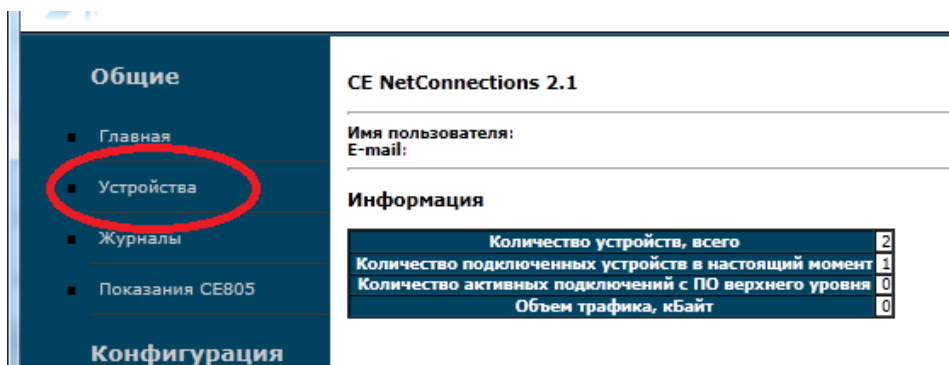 Общие
Главная
Устройства
Журналы
Показания CE805
Конфигурация
CE NetConnections 2.1
Имя пользователя:
E-mail:
Информация
Количество устройств, всего 2
Количество подключенных устройств в настоящий момент 1
Количество активных подключений с ПО верхнего уровня 0
Объем трафика, кБайт 0